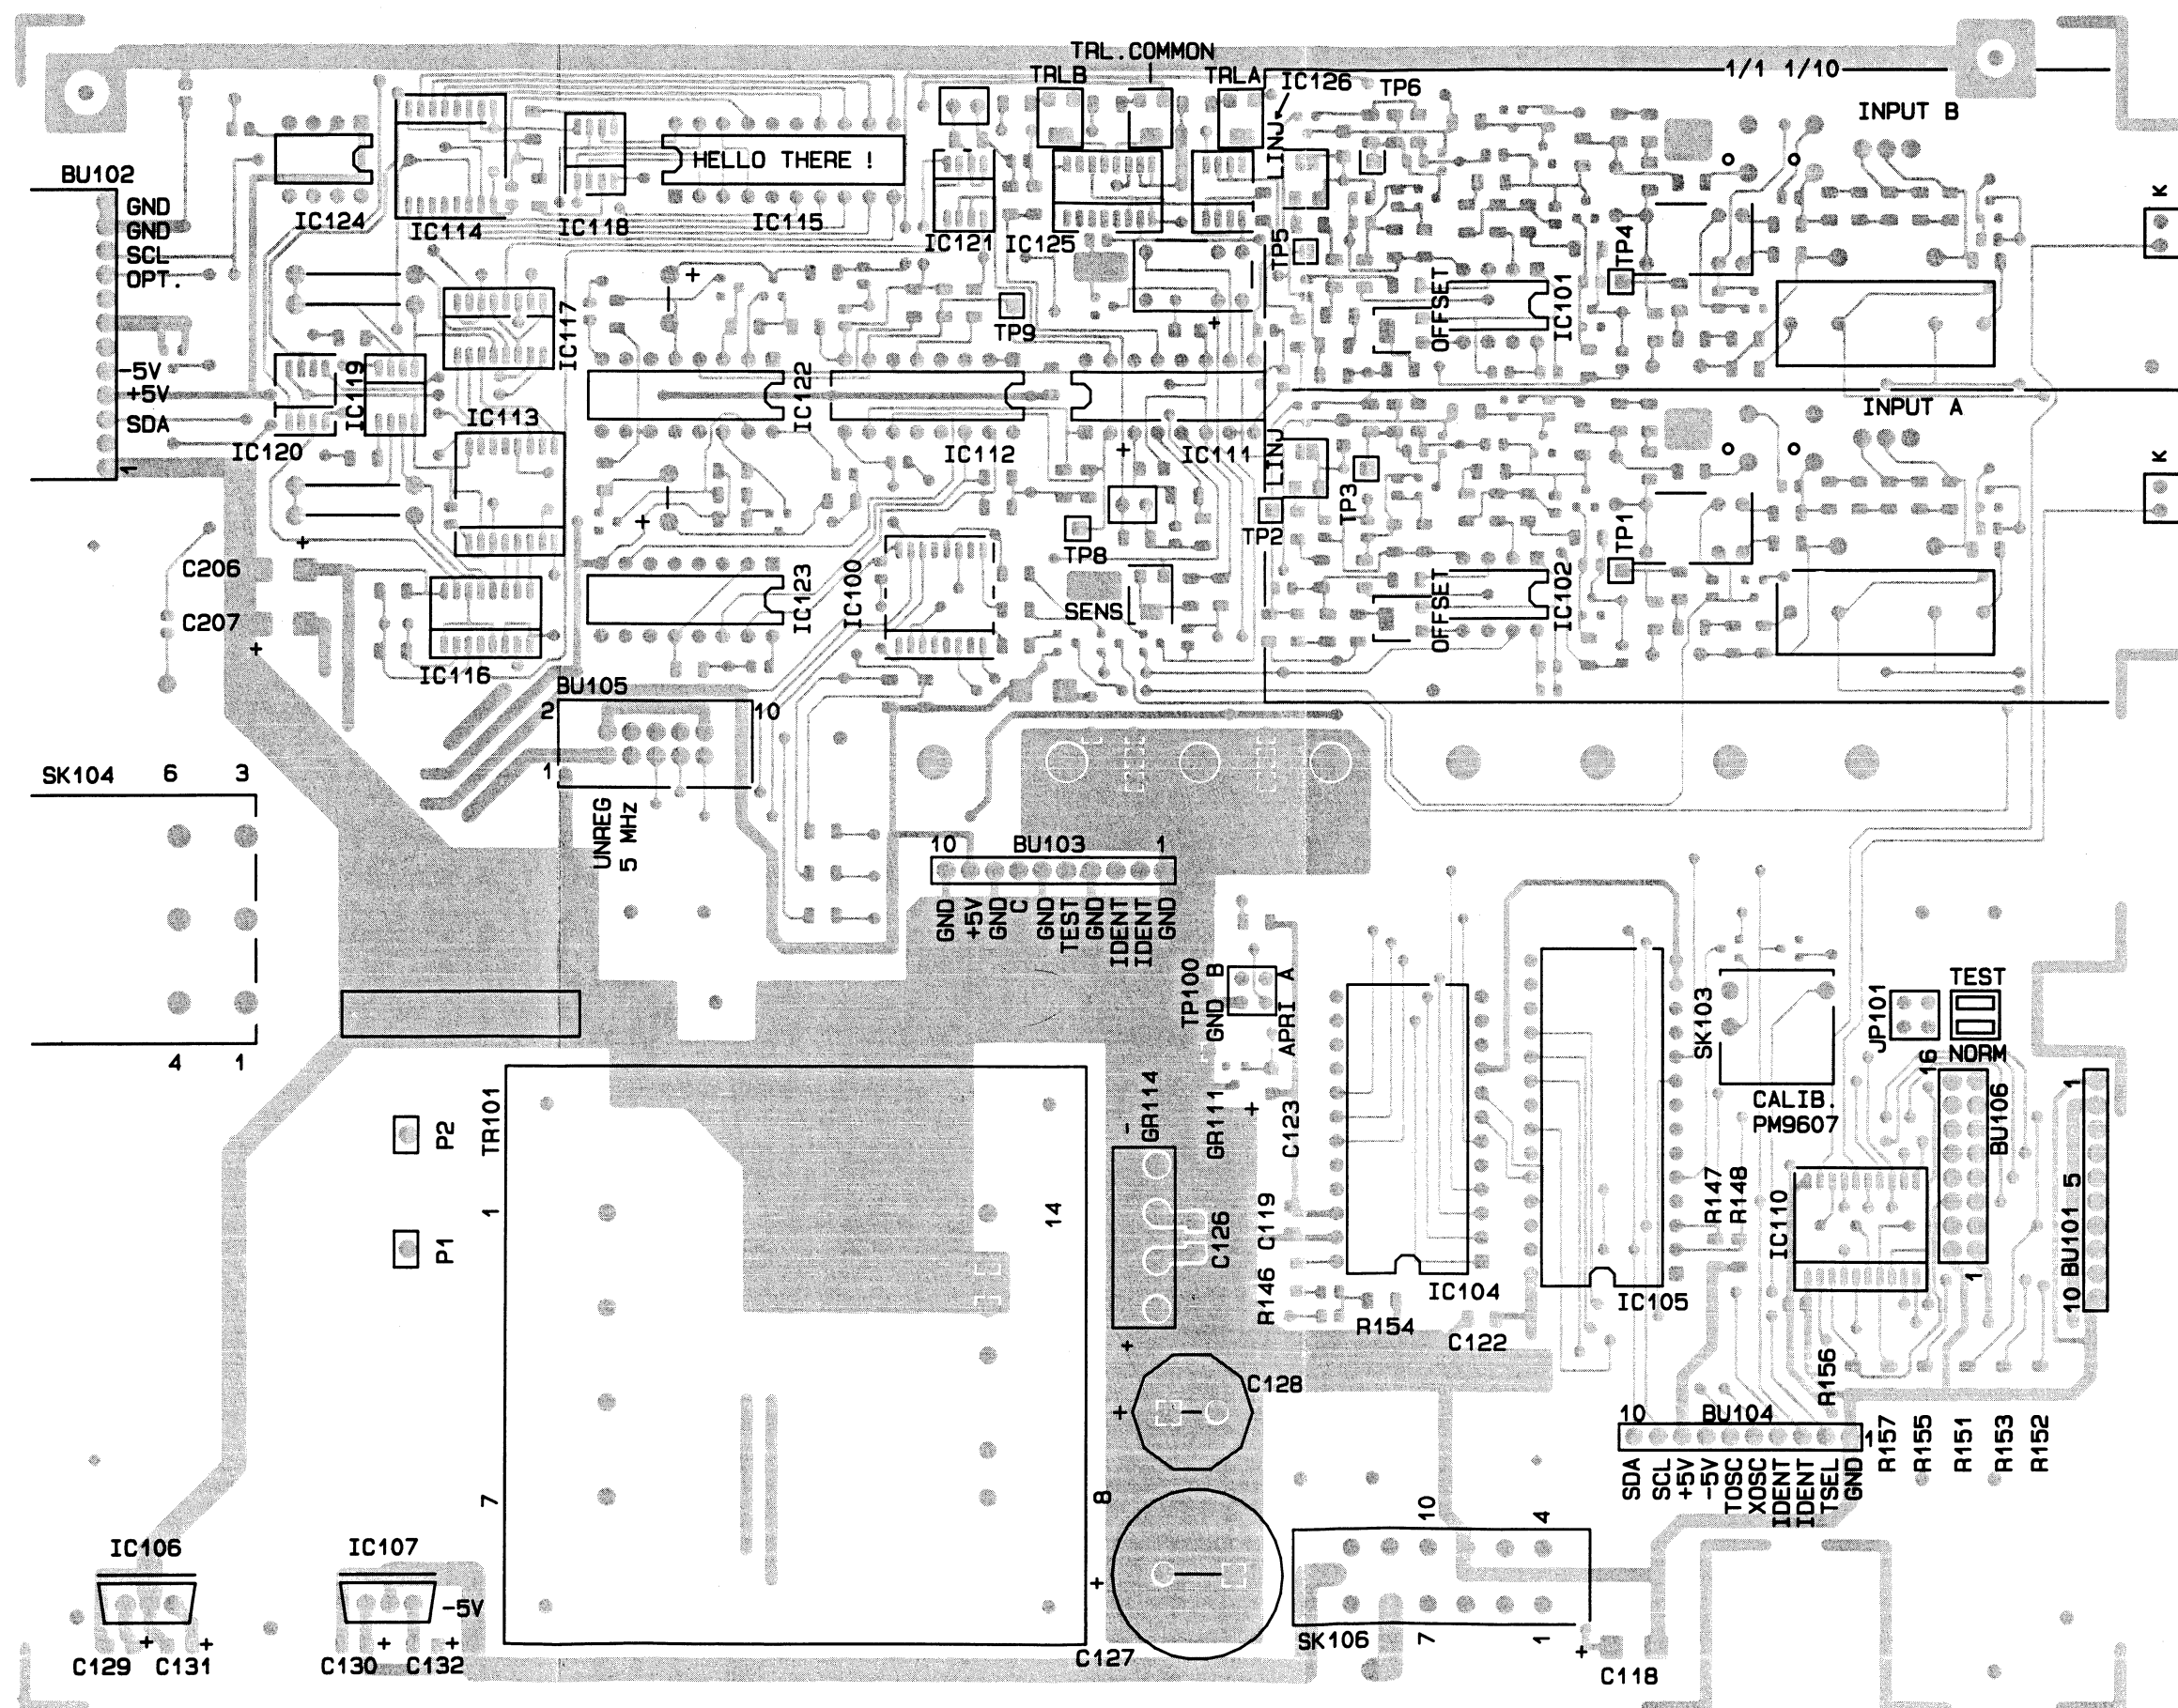 TRL.COMMON
TRLB
TRLA
IC126
TP6
1/1 1/10
INPUT B
HELLO THERE !
LINJ
BU102
GND
GND
SCL
OPT.
-5V
+5V
SDA
1
IC124
IC114
IC118
IC115
IC121
IC125
TP5
TP4
K
+
-
TP9
+
OFFSET
IC101
IC117
IC119
IC122
INPUT A
IC113
IC120
IC112
+
IC111
LINJ
TP3
K
-
+
TP8
TP2
TP1
+
C206
C207
+
IC123
IC100
SENS
OFFSET
IC102
IC116
BU105
2
10
1
UNREG
5 MHz
SK104
6
3
4
1
10
BU103
1
GND
+5V
GND
C
GND
TEST
GND
IDENT
IDENT
GND
TP100
GND B
APRI A
SK103
JP101
TEST
NORM
16
BU106
1
CALIB.
PM9607
1
BU101 5
10
P2
P1
TR101
1
14
7
8
-
GR114
GR111
+
C123
C126
C119
R146
+
R154
IC104
C122
IC105
R147
R148
IC110
R156
C128
+
10
BU104
1
SDA
SCL
+5V
-5V
TOSC
XOSC
IDENT
IDENT
TSEL
GND
R157
R155
R151
R153
R152
IC106
IC107
-5V
+
+
+
+
C129
C131
C130
C132
+
C127
10
4
SK106
7
1
+
C118